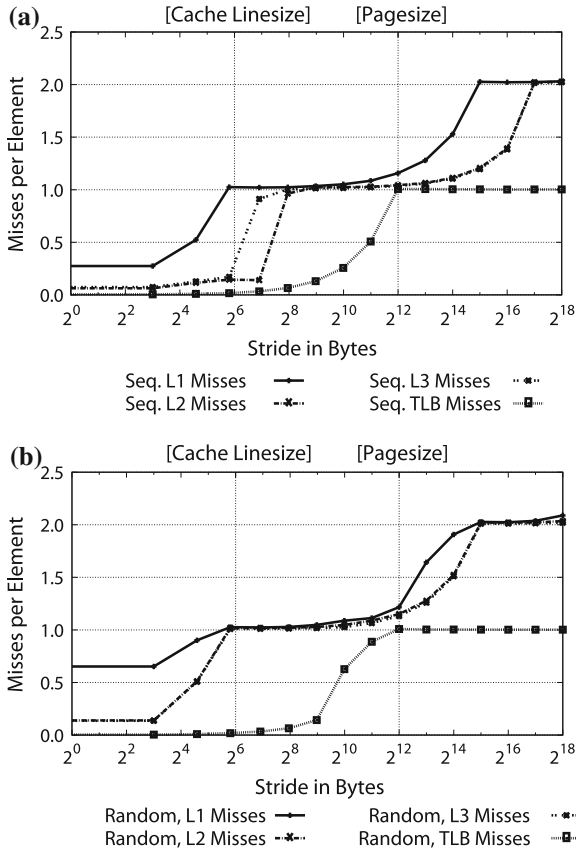 (a)
[Cache Linesize] [Pagesize]
2.5
2.0
1.5
1.0
0.5
0.0
Misses per Element
2^0 2^2 2^4 2^6 2^8 2^10 2^12 2^14 2^16 2^18
Stride in Bytes
Seq. L1 Misses Seq. L3 Misses
Seq. L2 Misses Seq. TLB Misses
(b)
[Cache Linesize] [Pagesize]
2.5
2.0
1.5
1.0
0.5
0.0
Misses per Element
2^0 2^2 2^4 2^6 2^8 2^10 2^12 2^14 2^16 2^18
Stride in Bytes
Random, L1 Misses Random, L3 Misses
Random, L2 Misses Random, TLB Misses